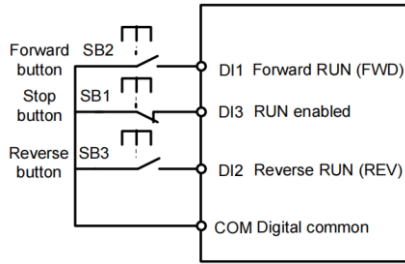 Forward
button
SB2
DI1 Forward RUN (FWD)
Stop
button
SB1
DI3 RUN enabled
Reverse
button
SB3
DI2 Reverse RUN (REV)
COM Digital common